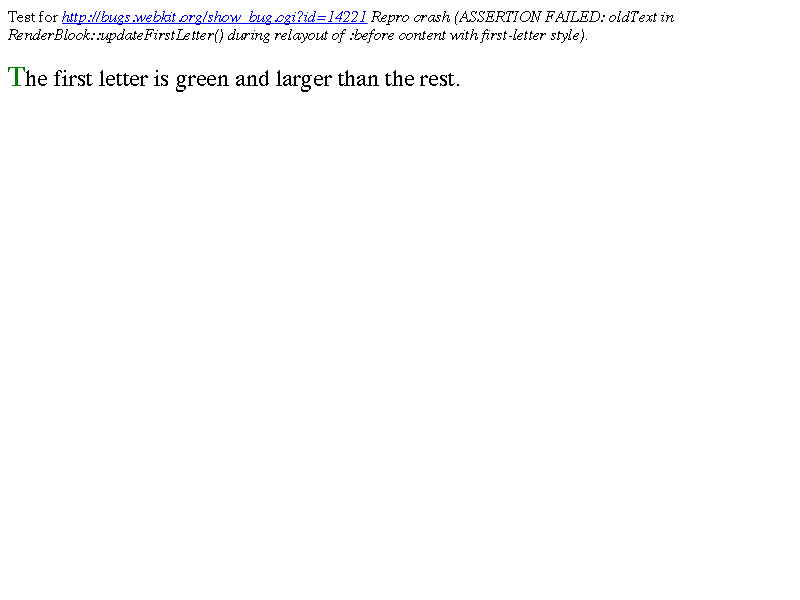 Test for http://bugs.webkit.org/show_bug.cgi?id=14221 Repro crash (ASSERTION FAILED: oldText in
RenderBlock::updateFirstLetter() during relayout of :before content with first-letter style).
The first letter is green and larger than the rest.